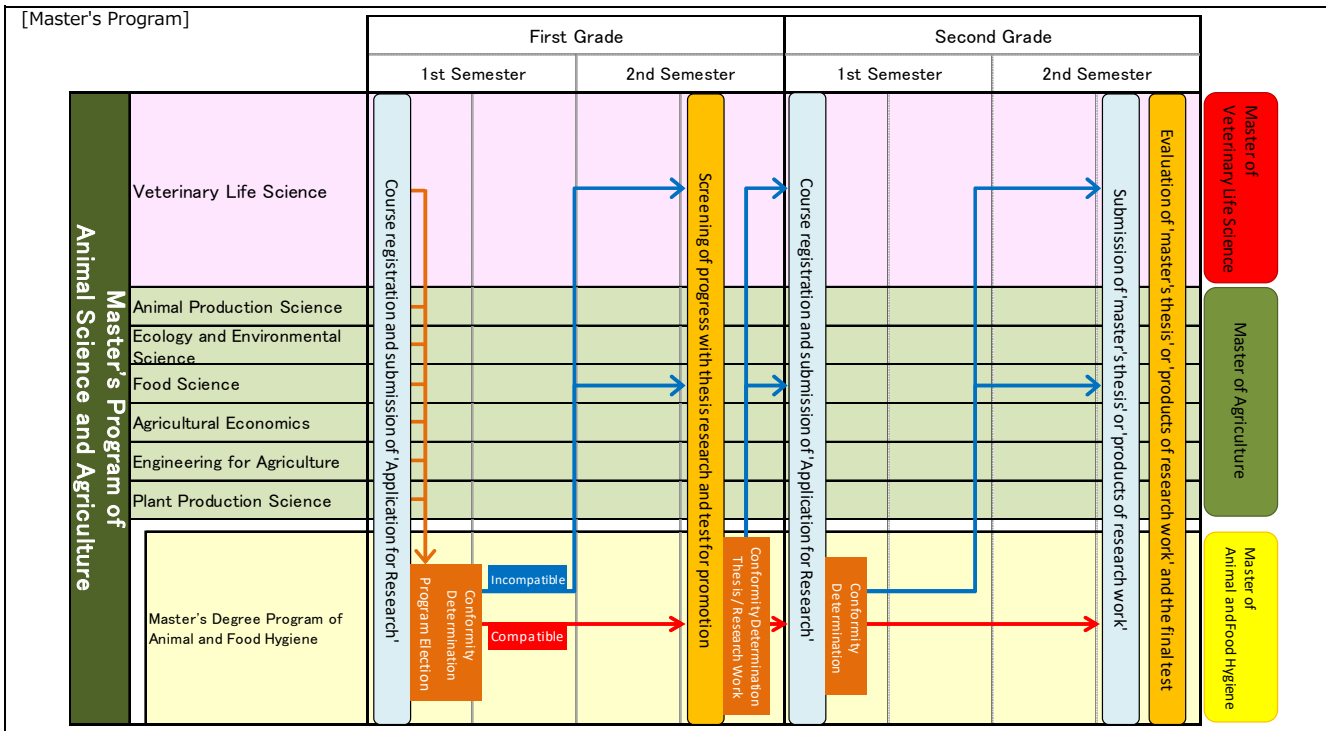 [Master's Program]
First Grade
Second Grade
1st Semester
2nd Semester
1st Semester
2nd Semester
Master's Program of
Animal Science and Agriculture
Veterinary Life Science
Animal Production Science
Ecology and Environmental
Science
Food Science
Agricultural Economics
Engineering for Agriculture
Plant Production Science
Master's Degree Program of
Animal and Food Hygiene
Course registration and submission of 'Application for Research'
Conformity
Determination
Program Election
Incompatible
Compatible
Screening of progress with thesis research and test for promotion
Conformity Determination
Thesis/Research Work
Course registration and submission of 'Application for Research'
Conformity
Determination
Submission of 'master's thesis' or 'products of research work'
Evaluation of 'master's thesis' or 'products of research work' and the final test
Master of
Veterinary Life Science
Master of Agriculture
Master of
Animal and Food Hygiene